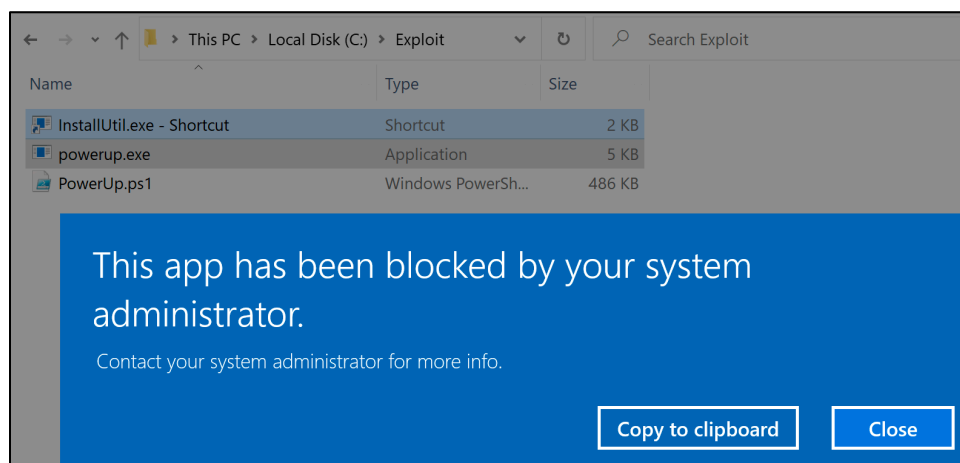 This PC > Local Disk (C:) > Exploit Search Exploit
Name Type Size
InstallUtil.exe - Shortcut Shortcut 2 KB
powerup.exe Application 5 KB
PowerUp.ps1 Windows PowerSh... 486 KB
This app has been blocked by your system
administrator.
Contact your system administrator for more info.
Copy to clipboard Close